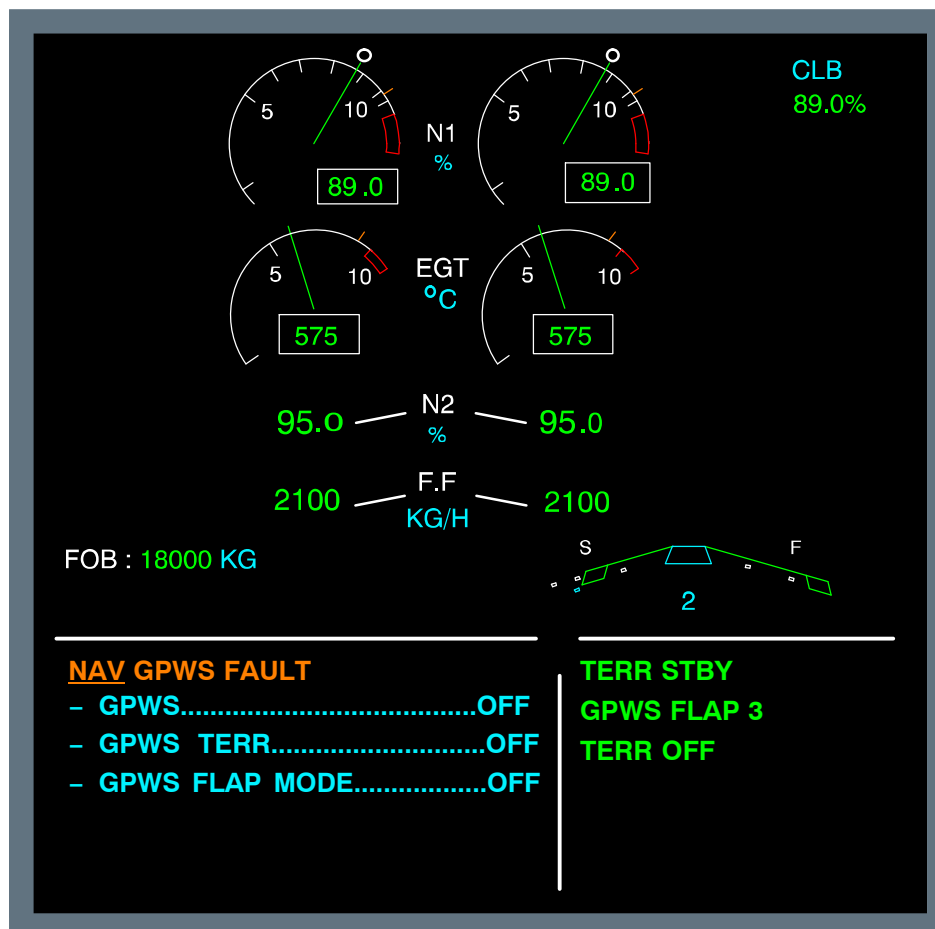 CLB
89.0%
5 10 N1 5 10
%
89.0 89.0
5 10 EGT 5 10
°C
575 575
95.0 N2 95.0
%
2100 F.F 2100
KG/H
FOB : 18000 KG
S F
2
NAV GPWS FAULT
– GPWS........................................OFF
– GPWS TERR.............................OFF
– GPWS FLAP MODE..................OFF
TERR STBY
GPWS FLAP 3
TERR OFF